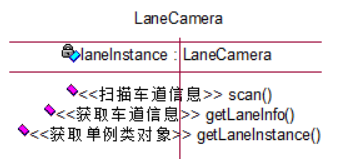 LaneCamera
laneInstance : LaneCamera
<<扫描车道信息>> scan()
<<获取车道信息>> getLaneInfo()
<<获取单例类对象>> getLaneInstance()